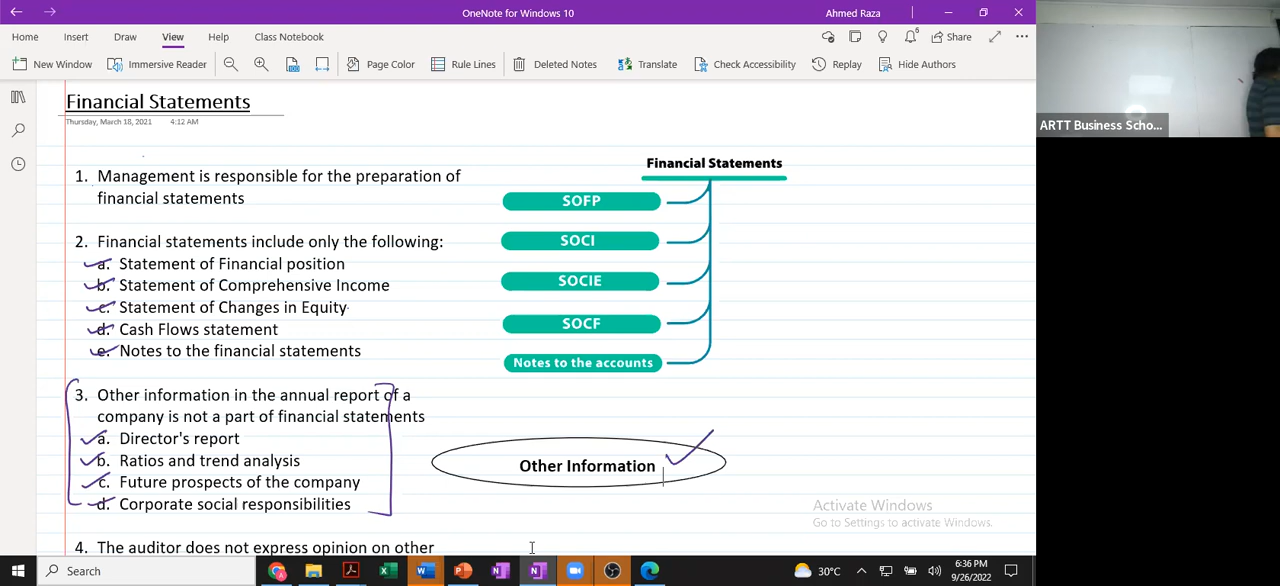 OneNote for Windows 10
Ahmed Raza
Home Insert Draw View Help Class Notebook
6
Share
New Window Immersive Reader Page Color Rule Lines Deleted Notes Translate Check Accessibility Replay Hide Authors
Financial Statements
Thursday, March 18, 2021 4:12 AM
1. Management is responsible for the preparation of
financial statements
2. Financial statements include only the following:
a. Statement of Financial position
b. Statement of Comprehensive Income
c. Statement of Changes in Equity
d. Cash Flows statement
e. Notes to the financial statements
3. Other information in the annual report of a
company is not a part of financial statements
a. Director's report
b. Ratios and trend analysis
c. Future prospects of the company
d. Corporate social responsibilities
4. The auditor does not express opinion on other
Financial Statements
SOFP
SOCI
SOCIE
SOCF
Notes to the accounts
Other Information
Activate Windows
Go to Settings to activate Windows.
ARTT Business Scho...
Search
30°C
6:36 PM
9/26/2022